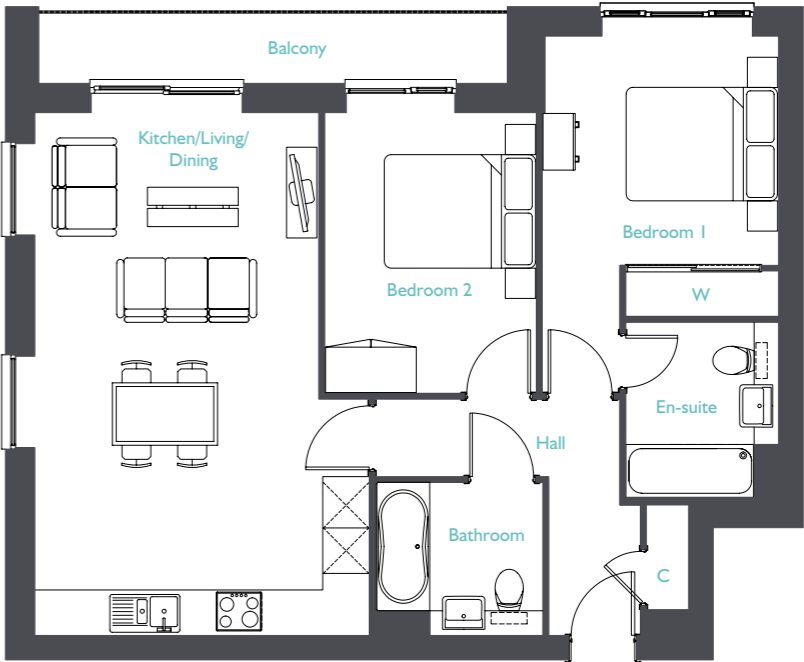 Balcony
Kitchen/Living/
Dining
Bedroom 1
Bedroom 2
W
En-suite
Hall
Bathroom
C